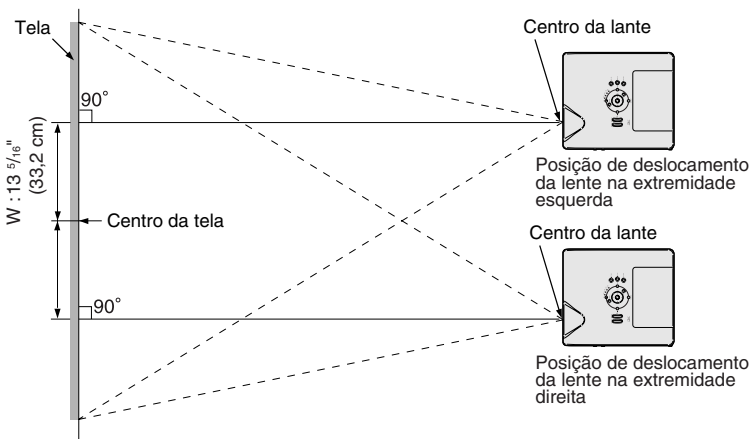 Tela
Centro da lante
90°
W : 13 5/16"
(33,2 cm)
Posição de deslocamento
da lente na extremidade
esquerda
Centro da tela
Centro da lante
90°
Posição de deslocamento
da lente na extremidade
direita